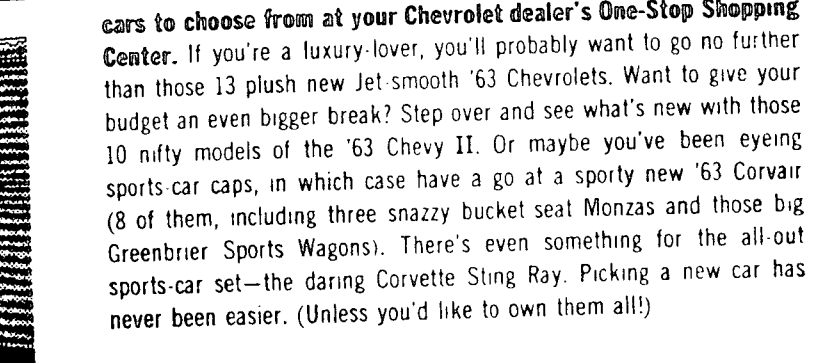 cars to choose from at your Chevrolet dealer's One-Stop Shopping
Center. If you're a luxury-lover, you'll probably want to go no further
than those 13 plush new Jet-smooth '63 Chevrolets. Want to give your
budget an even bigger break? Step over and see what's new with those
10 nifty models of the '63 Chevy II. Or maybe you've been eyeing
sports-car caps, in which case have a go at a sporty new '63 Corvair
(8 of them, including three snazzy bucket seat Monzas and those big
Greenbrier Sports Wagons). There's even something for the all-out
sports-car set—the daring Corvette Sting Ray. Picking a new car has
never been easier. (Unless you'd like to own them all!)